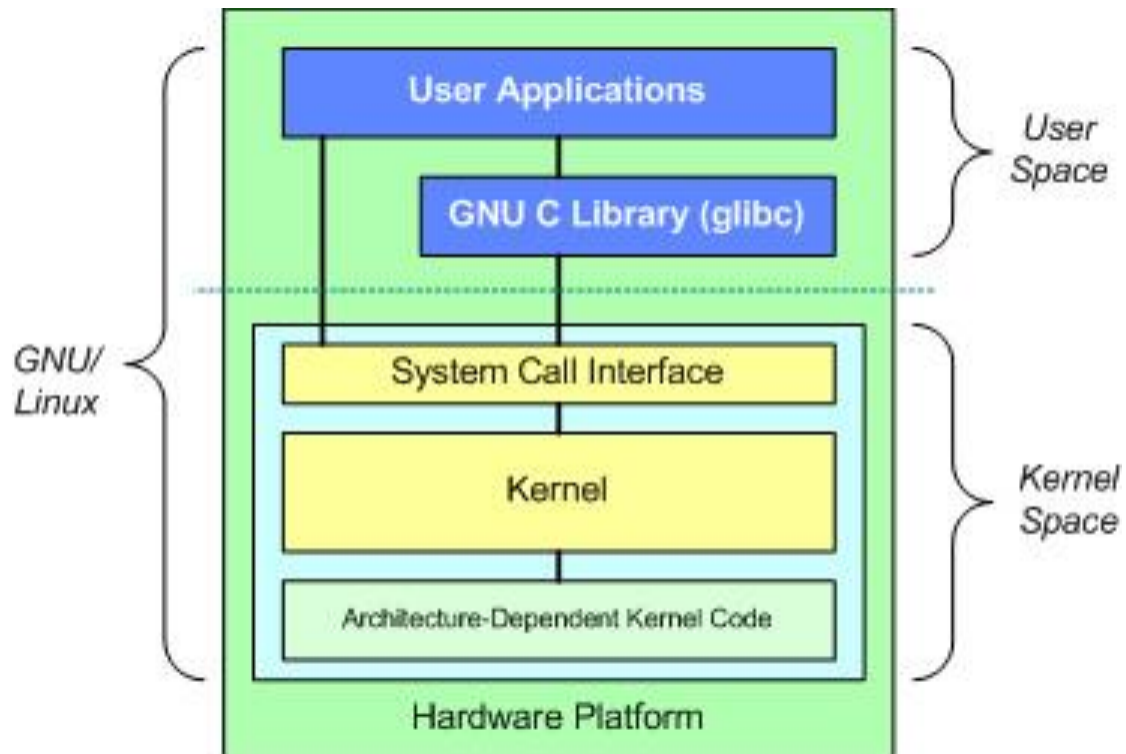 User Applications
User
Space
GNU C Library (glibc)
GNU/
Linux
System Call Interface
Kernel
Kernel
Space
Architecture-Dependent Kernel Code
Hardware Platform